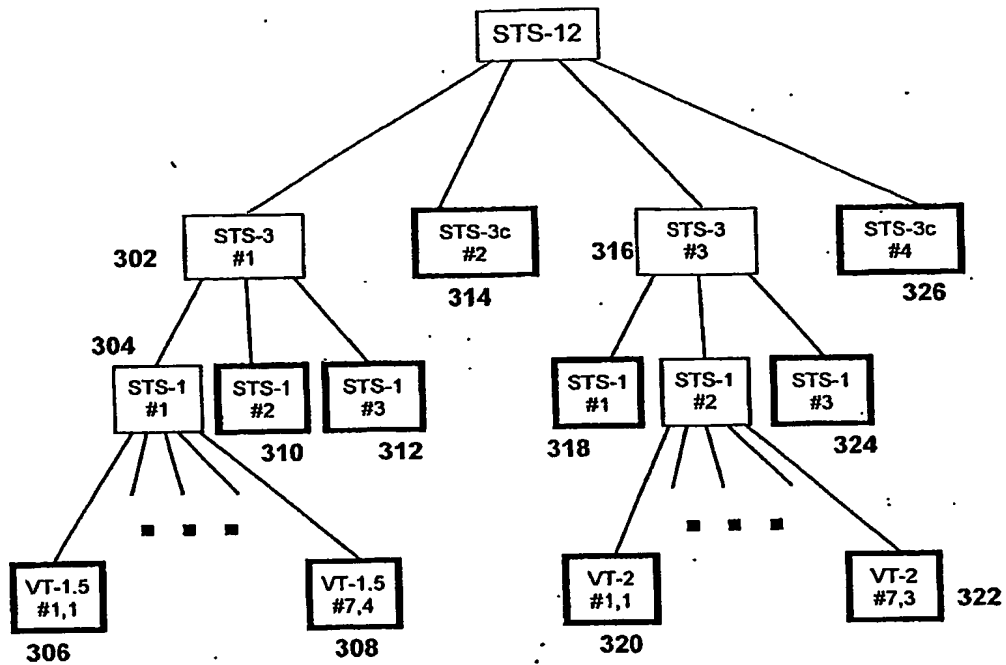 STS-12
STS-3
#1
302
STS-3c
#2
314
STS-3
#3
316
STS-3c
#4
326
304
STS-1
#1
STS-1
#2
310
STS-1
#3
312
STS-1
#1
318
STS-1
#2
STS-1
#3
324
VT-1.5
#1,1
306
VT-1.5
#7,4
308
VT-2
#1,1
320
VT-2
#7,3
322